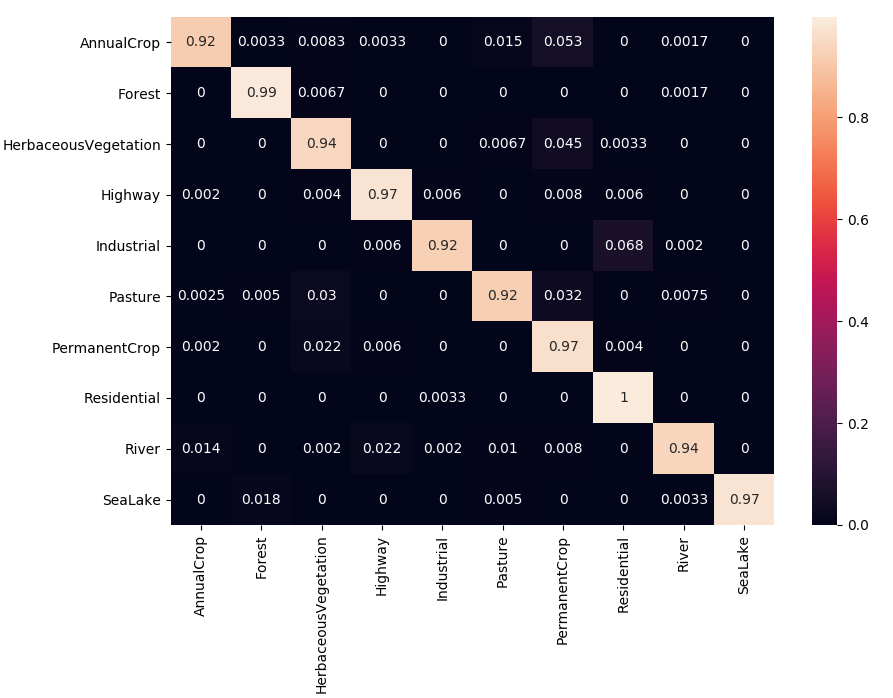 AnnualCrop 0.92 0.0033 0.0083 0.0033 0 0.015 0.053 0 0.0017 0
Forest 0 0.99 0.0067 0 0 0 0 0 0.0017 0
HerbaceousVegetation 0 0 0.94 0 0 0.0067 0.045 0.0033 0 0
Highway 0.002 0 0.004 0.97 0.006 0 0.008 0.006 0 0
Industrial 0 0 0 0.006 0.92 0 0 0.068 0.002 0
Pasture 0.0025 0.005 0.03 0 0 0.92 0.032 0 0.0075 0
PermanentCrop 0.002 0 0.022 0.006 0 0 0.97 0.004 0 0
Residential 0 0 0 0 0.0033 0 0 1 0 0
River 0.014 0 0.002 0.022 0.002 0.01 0.008 0 0.94 0
SeaLake 0 0.018 0 0 0 0.005 0 0 0.0033 0.97
AnnualCrop
Forest
HerbaceousVegetation
Highway
Industrial
Pasture
PermanentCrop
Residential
River
SeaLake
0.8
0.6
0.4
0.2
0.0